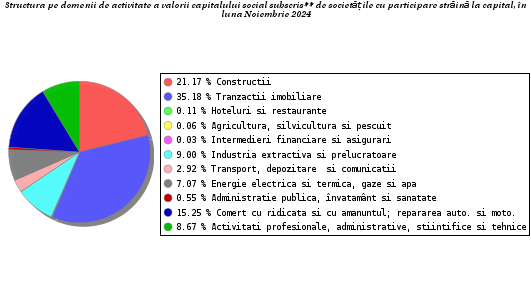 Structura pe domenii de activitate a valorii capitalului social subscris** de societăţile cu participare străină la capital, în
luna Noiembrie 2024
21.17 % Constructii
35.18 % Tranzactii imobiliare
0.11 % Hoteluri si restaurante
0.06 % Agricultura, silvicultura si pescuit
0.03 % Intermedieri financiare si asigurari
9.00 % Industria extractiva si prelucratoare
2.92 % Transport, depozitare  si comunicatii
7.07 % Energie electrica si termica, gaze si apa
0.55 % Administratie publica, învatamânt si sanatate
15.25 % Comert cu ridicata si cu amanuntul; repararea auto. si moto.
8.67 % Activitati profesionale, administrative, stiintifice si tehnice